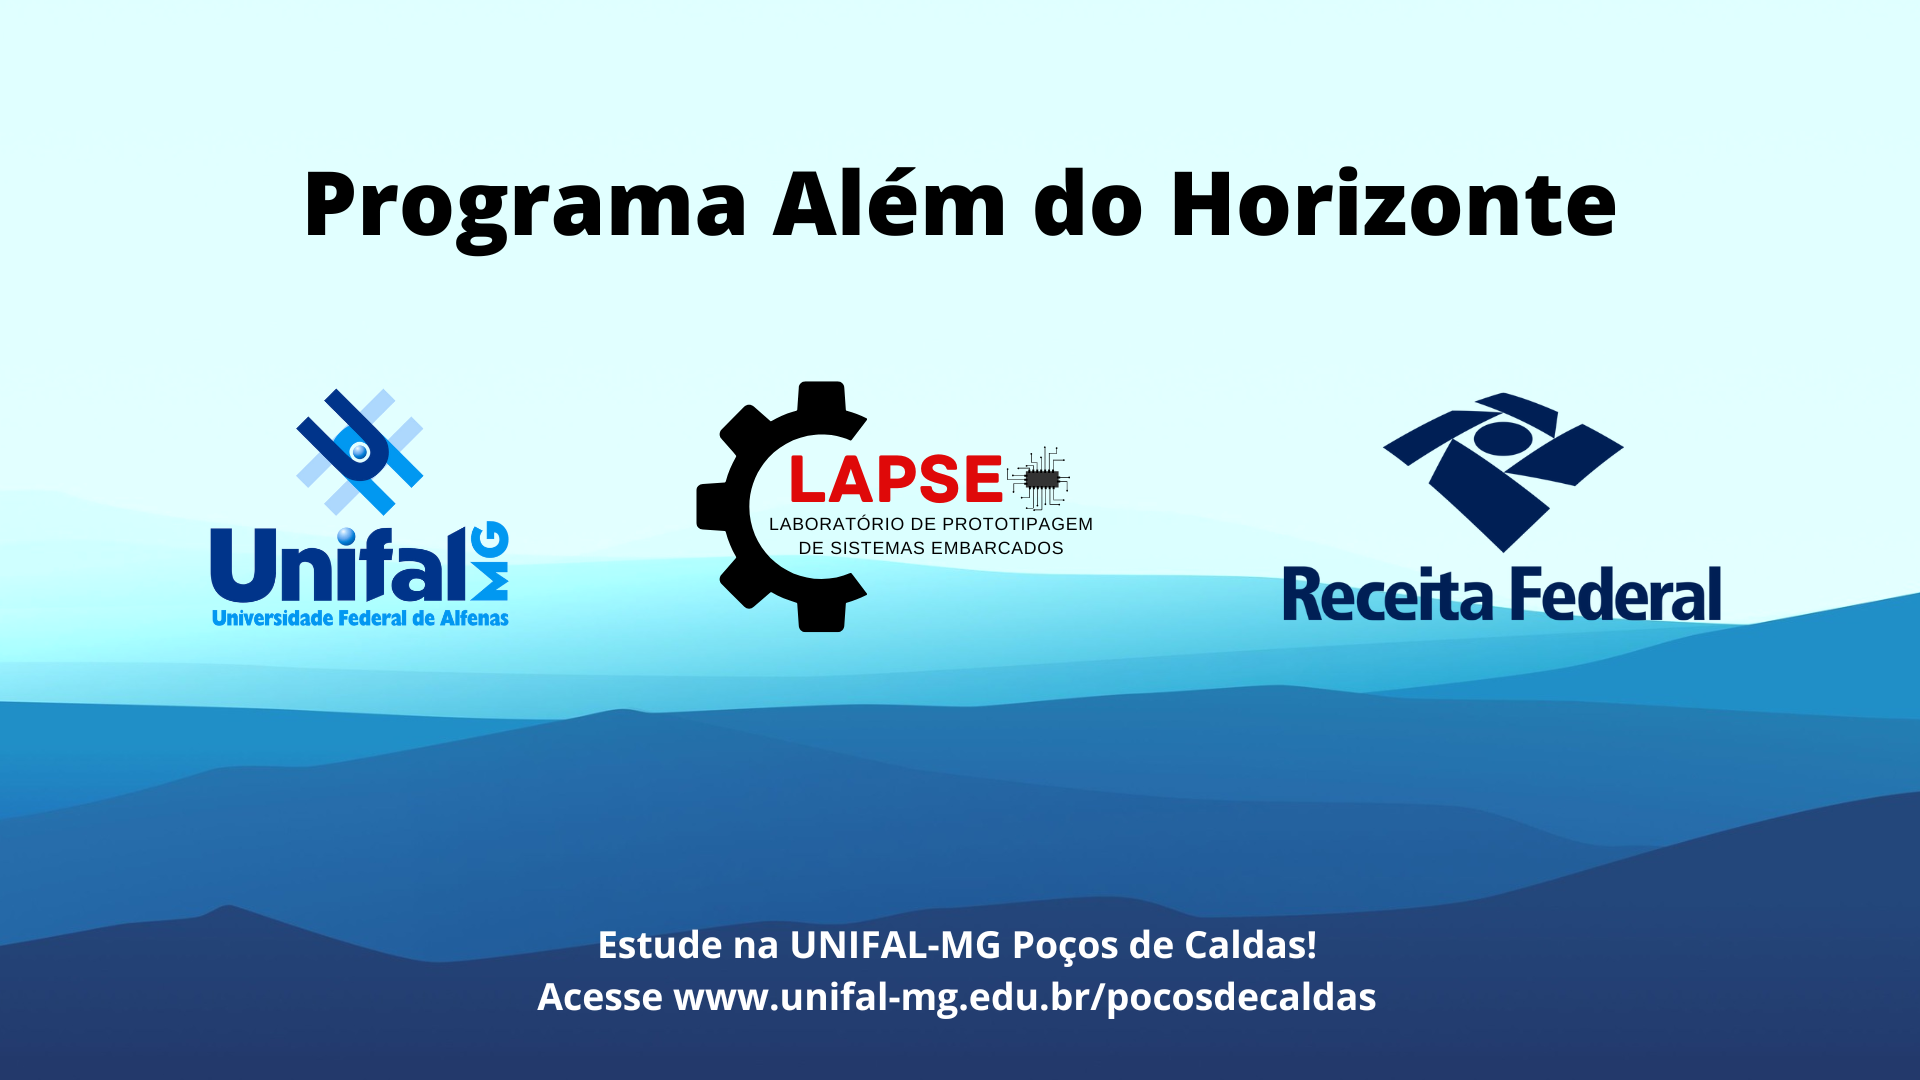 Programa Além do Horizonte
Unifal MG
Universidade Federal de Alfenas
LAPSE
LABORATÓRIO DE PROTOTIPAGEM
DE SISTEMAS EMBARCADOS
Receita Federal
Estude na UNIFAL-MG Poços de Caldas!
Acesse www.unifal-mg.edu.br/pocosdecaldas